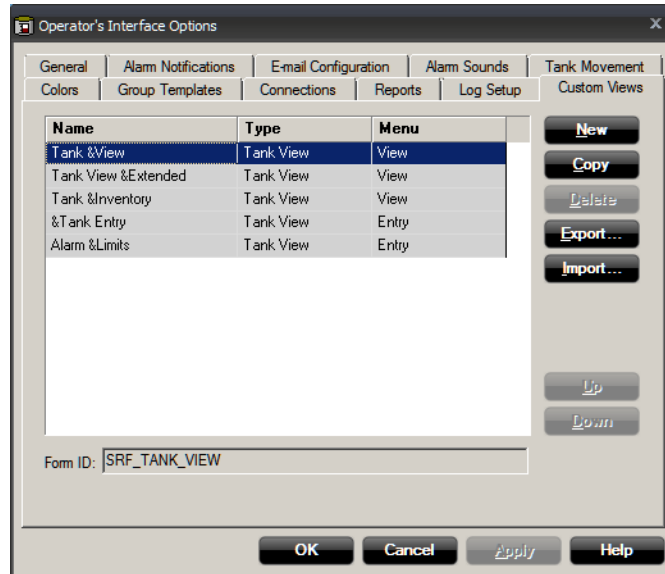 Operator's Interface Options x
General Alarm Notifications E-mail Configuration Alarm Sounds Tank Movement
Colors Group Templates Connections Reports Log Setup Custom Views
Name Type Menu
Tank &View Tank View View
Tank View &Extended Tank View View
Tank &Inventory Tank View View
&Tank Entry Tank View Entry
Alarm &Limits Tank View Entry
New
Copy
Delete
Export...
Import...
Up
Down
Form ID: SRF_TANK_VIEW
OK Cancel Apply Help